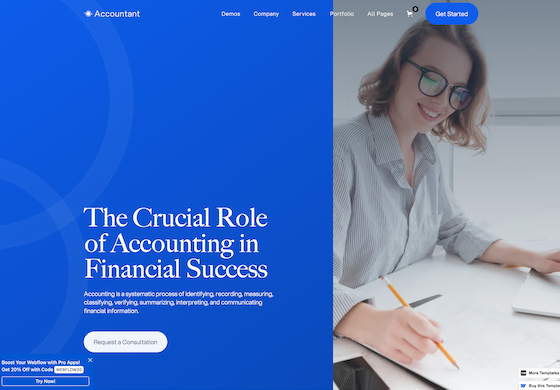 Accountant
Demos Company Services Portfolio All Pages 0 Get Started
The Crucial Role
of Accounting in
Financial Success
Accounting is a systematic process of identifying, recording, measuring,
classifying, verifying, summarizing, interpreting, and communicating
financial information.
Request a Consultation
Boost Your Webflow with Pro Apps!
Get 20% Off with Code WEBFLOW20
Try Now!
More Templates
Buy this Template